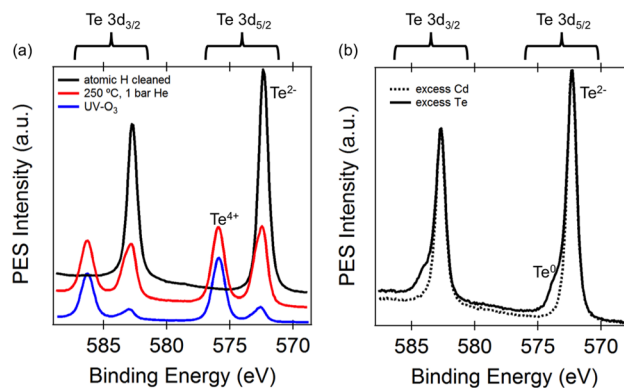 Te 3d3/2
Te 3d5/2
Te 3d3/2
Te 3d5/2
(a)
atomic H cleaned
250 ºC, 1 bar He
UV-O3
Te2-
Te4+
PES Intensity (a.u.)
585
580
575
570
Binding Energy (eV)
(b)
excess Cd
excess Te
Te2-
Te0
PES Intensity (a.u.)
585
580
575
570
Binding Energy (eV)